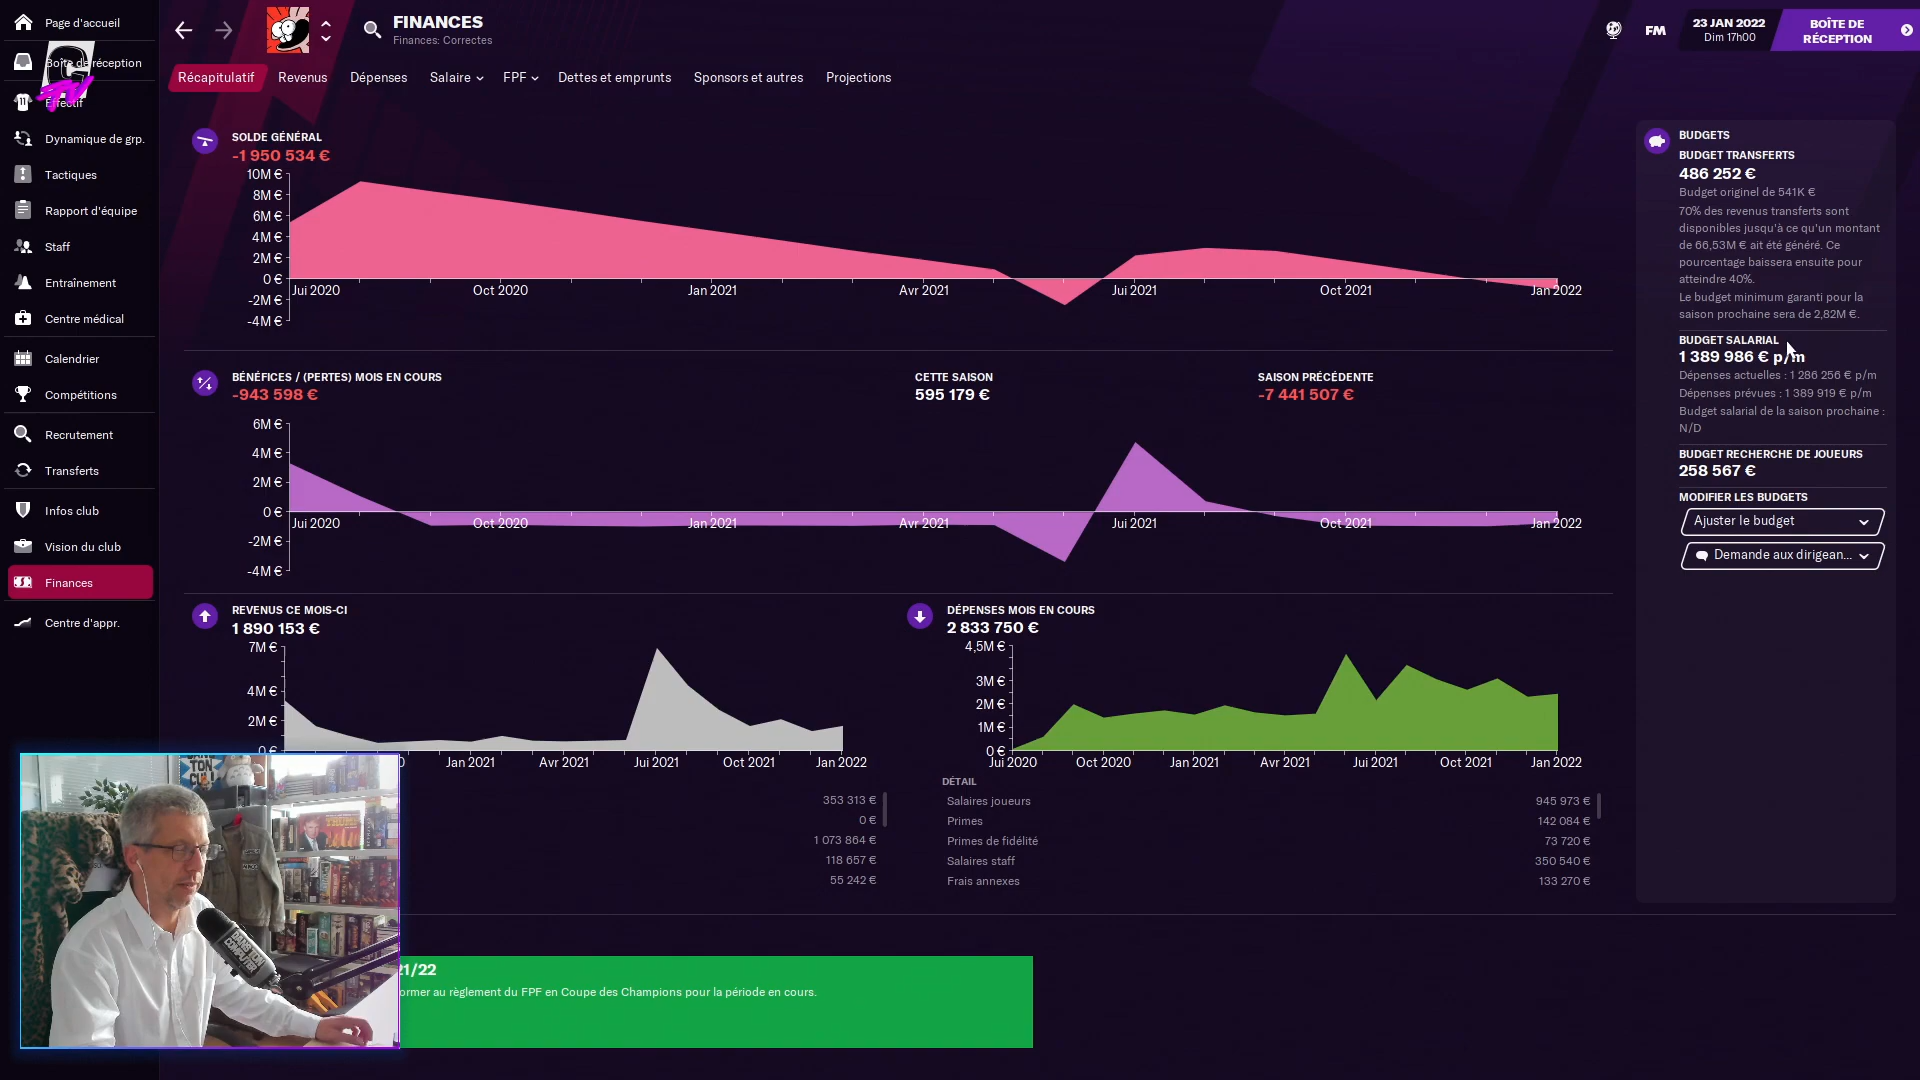 Page d'accueil
Boîte de réception
Effectif
Dynamique de grp.
Tactiques
Rapport d'équipe
Staff
Entraînement
Centre médical
Calendrier
Compétitions
Recrutement
Transferts
Infos club
Vision du club
Finances
Centre d'appr.
G
TV
FINANCES
Finances: Correctes
FM
23 JAN 2022
Dim 17h00
BOÎTE DE
RÉCEPTION
Récapitulatif
Revenus
Dépenses
Salaire
FPF
Dettes et emprunts
Sponsors et autres
Projections
SOLDE GÉNÉRAL
-1 950 534 €
10M €
8M €
6M €
4M €
2M €
0 €
-2M €
-4M €
Jui 2020
Oct 2020
Jan 2021
Avr 2021
Jui 2021
Oct 2021
Jan 2022
BÉNÉFICES / (PERTES) MOIS EN COURS
-943 598 €
CETTE SAISON
595 179 €
SAISON PRÉCÉDENTE
-7 441 507 €
6M €
4M €
2M €
0 €
-2M €
-4M €
Jui 2020
Oct 2020
Jan 2021
Avr 2021
Jui 2021
Oct 2021
Jan 2022
REVENUS CE MOIS-CI
1 890 153 €
7M €
4M €
2M €
0 €
Jan 2021
Avr 2021
Jui 2021
Oct 2021
Jan 2022
353 313 €
0 €
1 073 864 €
118 657 €
55 242 €
DÉPENSES MOIS EN COURS
2 833 750 €
4,5M €
3M €
2M €
1M €
0 €
Jui 2020
Oct 2020
Jan 2021
Avr 2021
Jui 2021
Oct 2021
Jan 2022
DÉTAIL
Salaires joueurs 945 973 €
Primes 142 084 €
Primes de fidélité 73 720 €
Salaires staff 350 540 €
Frais annexes 133 270 €
21/22
ormer au règlement du FPF en Coupe des Champions pour la période en cours.
BUDGETS
BUDGET TRANSFERTS
486 252 €
Budget originel de 541K €
70% des revenus transferts sont
disponibles jusqu'à ce qu'un montant
de 66,53M € ait été généré. Ce
pourcentage baissera ensuite pour
atteindre 40%.
Le budget minimum garanti pour la
saison prochaine sera de 2,82M €.
BUDGET SALARIAL
1 389 986 € p/m
Dépenses actuelles : 1 286 256 € p/m
Dépenses prévues : 1 389 919 € p/m
Budget salarial de la saison prochaine :
N/D
BUDGET RECHERCHE DE JOUEURS
258 567 €
MODIFIER LES BUDGETS
Ajuster le budget
Demande aux dirigean...
DANS TON
COMPUTER